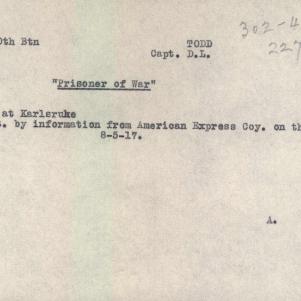 0th Btn
TODD
302-4
Capt. D.L.
227
"Prisoner of War"
at Karlsruke
. by information from American Express Coy. on th
8-5-17.
A.